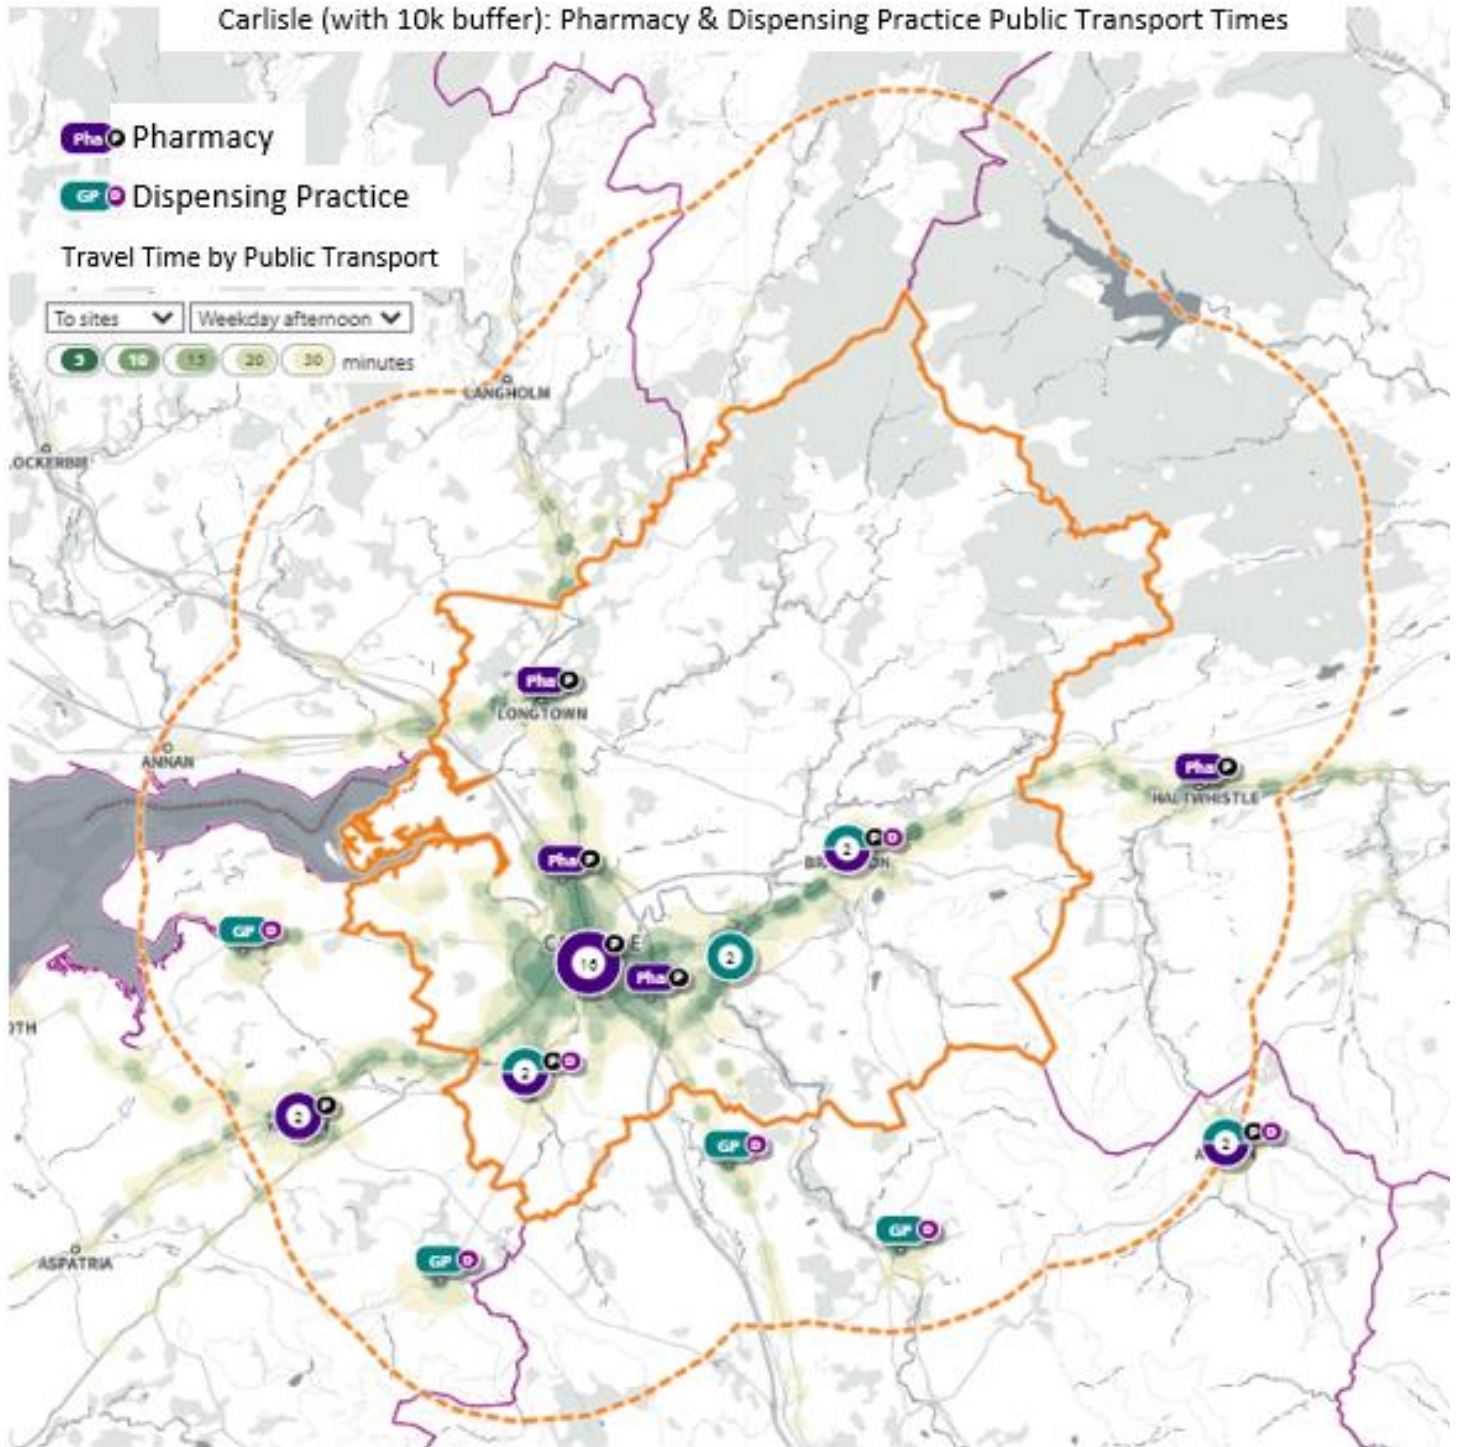 Carlisle (with 10k buffer): Pharmacy & Dispensing Practice Public Transport Times
Pha P Pharmacy
GP D Dispensing Practice
Travel Time by Public Transport
To sites Weekday afternoon
10 15 20 30 minutes
LANGHOLM
OCKERBIE
Pha P
LONGTOWN
ANNAN
Pha P
HALTWHISTLE
2 P D
Pha P
GP D
16 P
Pha P
2
OTH
2 P D
2 P
GP D
2 P D
GP D
GP D
ASPATRIA